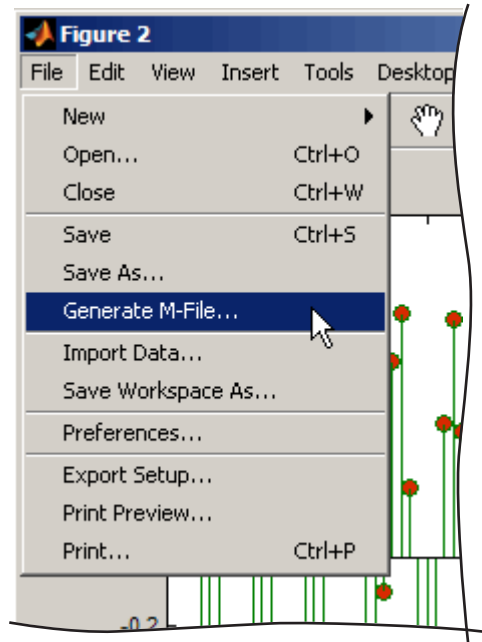 Figure 2
File Edit View Insert Tools Desktop
New
Open... Ctrl+O
Close Ctrl+W
Save Ctrl+S
Save As...
Generate M-File...
Import Data...
Save Workspace As...
Preferences...
Export Setup...
Print Preview...
Print... Ctrl+P
-0.2